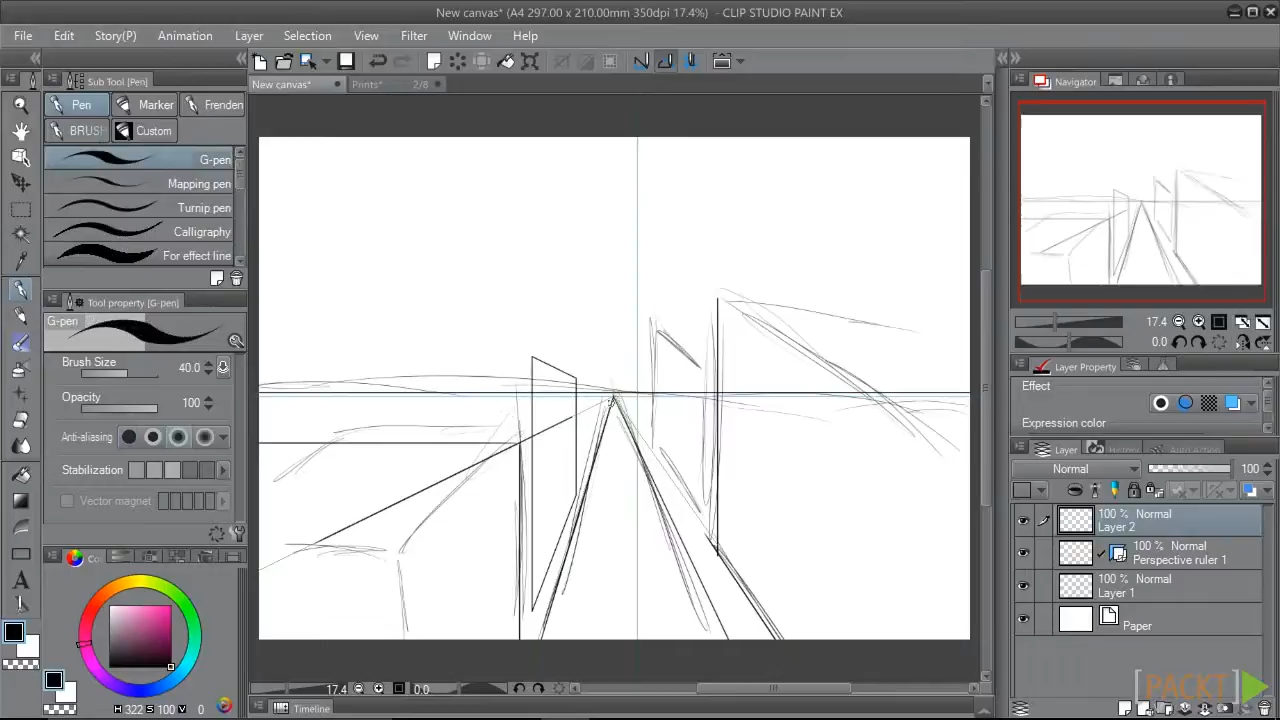 New canvas* (A4 297.00 x 210.00mm 350dpi 17.4%) - CLIP STUDIO PAINT EX
File Edit Story(P) Animation Layer Selection View Filter Window Help
Sub Tool [Pen]
New canvas*
Prints* 2/8
Navigator
Pen Marker Frenden
BRUSH Custom
G-pen
Mapping pen
Turnip pen
Calligraphy
For effect line
Tool property [G-pen]
G-pen
Brush Size 40.0
Opacity 100
Anti-aliasing
Stabilization
Vector magnet
Co
H 322 S 100 V 0
17.4 0.0
Timeline
17.4
0.0
Layer Property
Effect
Expression color
Layer History Auto Action
Normal 100
100 % Normal
Layer 2
100 % Normal
Perspective ruler 1
100 % Normal
Layer 1
Paper
[PACKT]